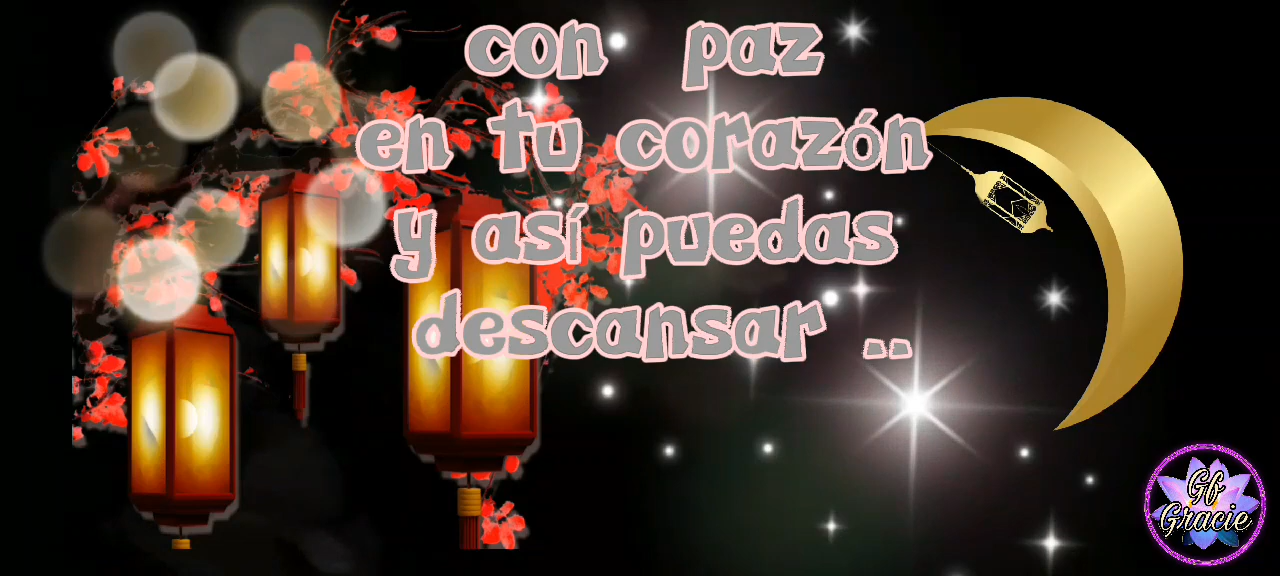 con paz
en tu corazón
y así puedas
descansar ..
Gf
Gracie